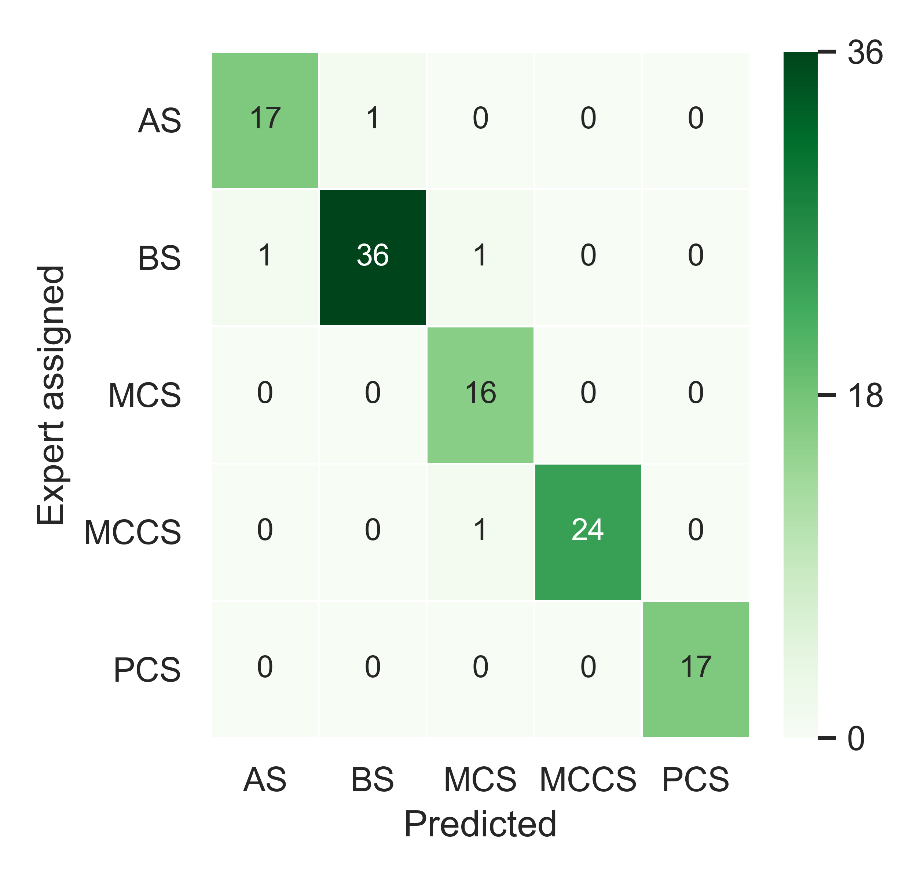 AS 17 1 0 0 0
BS 1 36 1 0 0
MCS 0 0 16 0 0
MCCS 0 0 1 24 0
PCS 0 0 0 0 17
AS BS MCS MCCS PCS
Predicted
Expert assigned
36
18
0